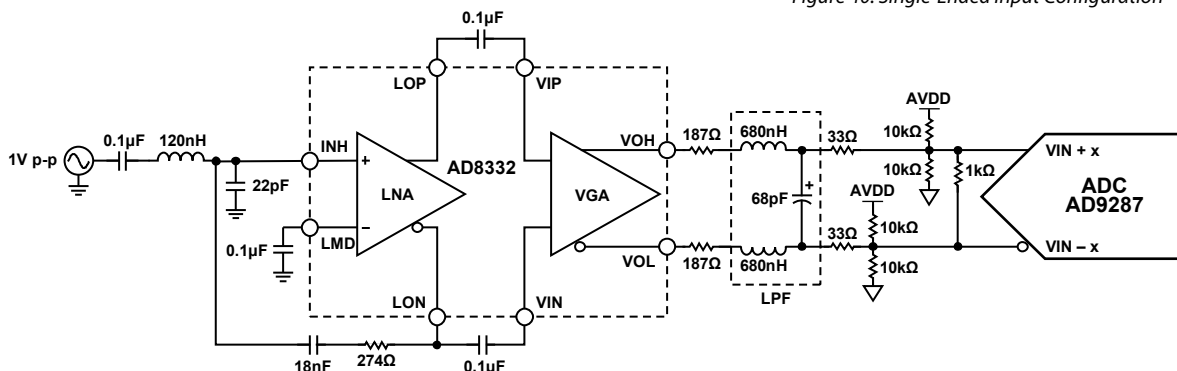 Figure 46. Single-Ended Input Configuration
0.1µF
LOP
VIP
AVDD
0.1µF
120nH
187Ω
680nH
33Ω
10kΩ
1V p-p
INH
VOH
VIN + x
+
AD8332
10kΩ
1kΩ
22pF
LNA
VGA
68pF
+
AVDD
ADC
AD9287
–
LMD
0.1µF
VOL
187Ω
680nH
33Ω
10kΩ
VIN – x
10kΩ
LPF
LON
VIN
18nF
274Ω
0.1µF